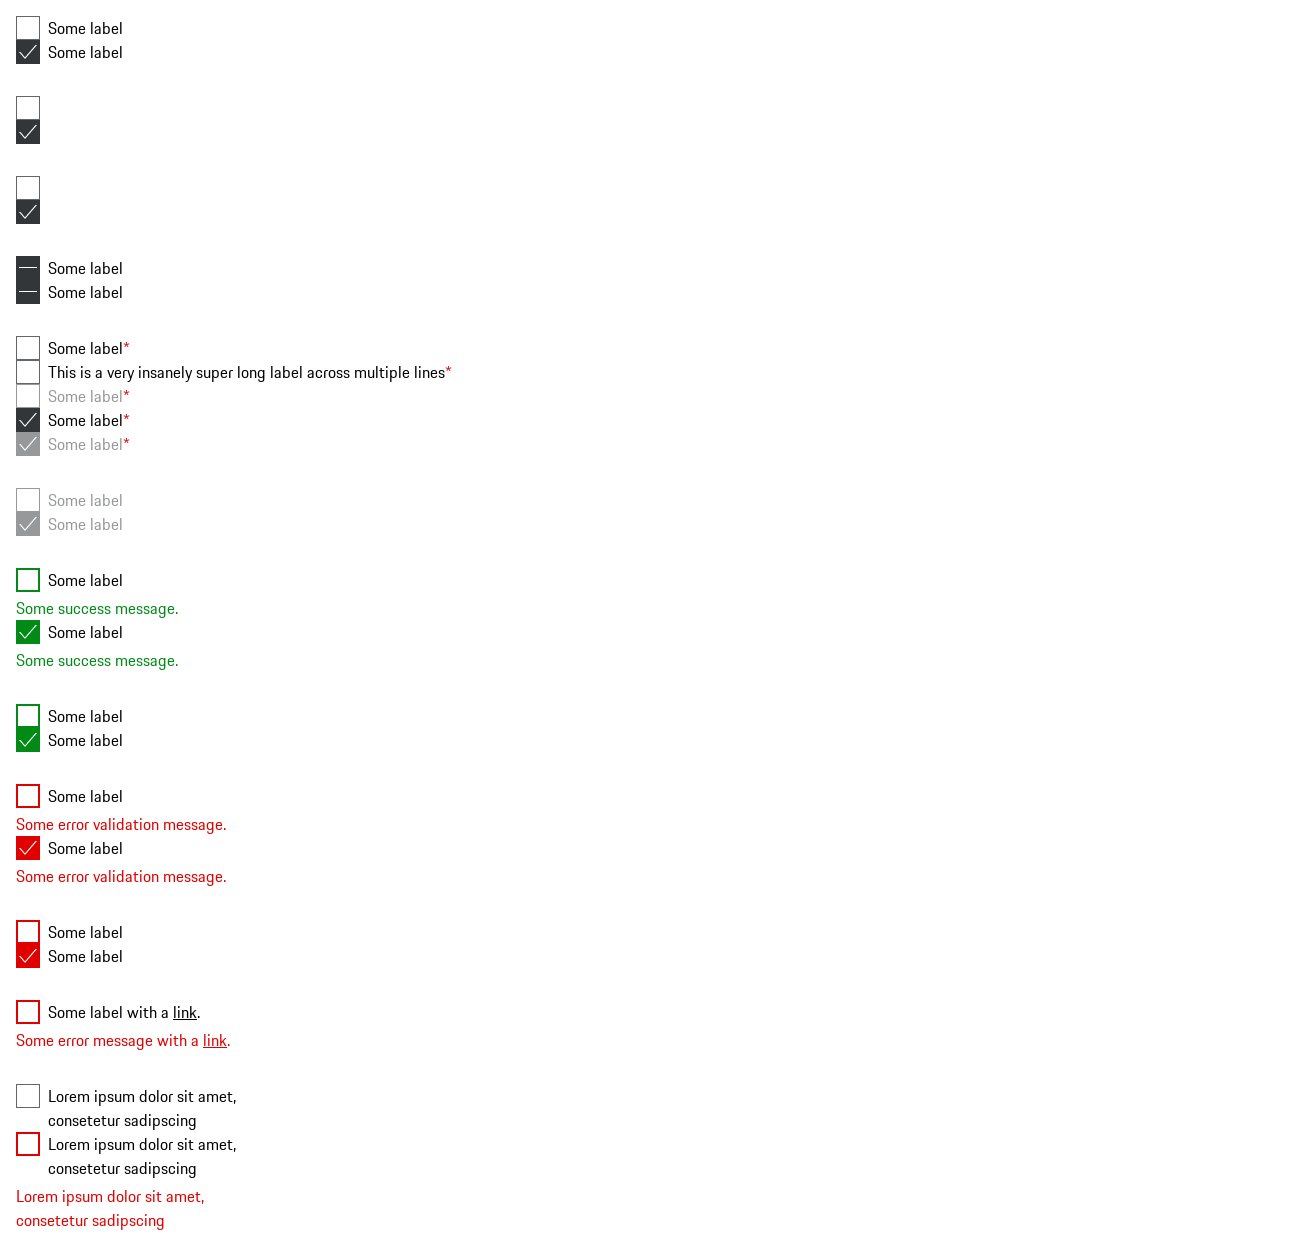 Some label
Some label
Some label
Some label
Some label*
This is a very insanely super long label across multiple lines*
Some label*
Some label*
Some label*
Some label
Some label
Some label
Some success message.
Some label
Some success message.
Some label
Some label
Some label
Some error validation message.
Some label
Some error validation message.
Some label
Some label
Some label with a link.
Some error message with a link.
Lorem ipsum dolor sit amet,
consetetur sadipscing
Lorem ipsum dolor sit amet,
consetetur sadipscing
Lorem ipsum dolor sit amet,
consetetur sadipscing